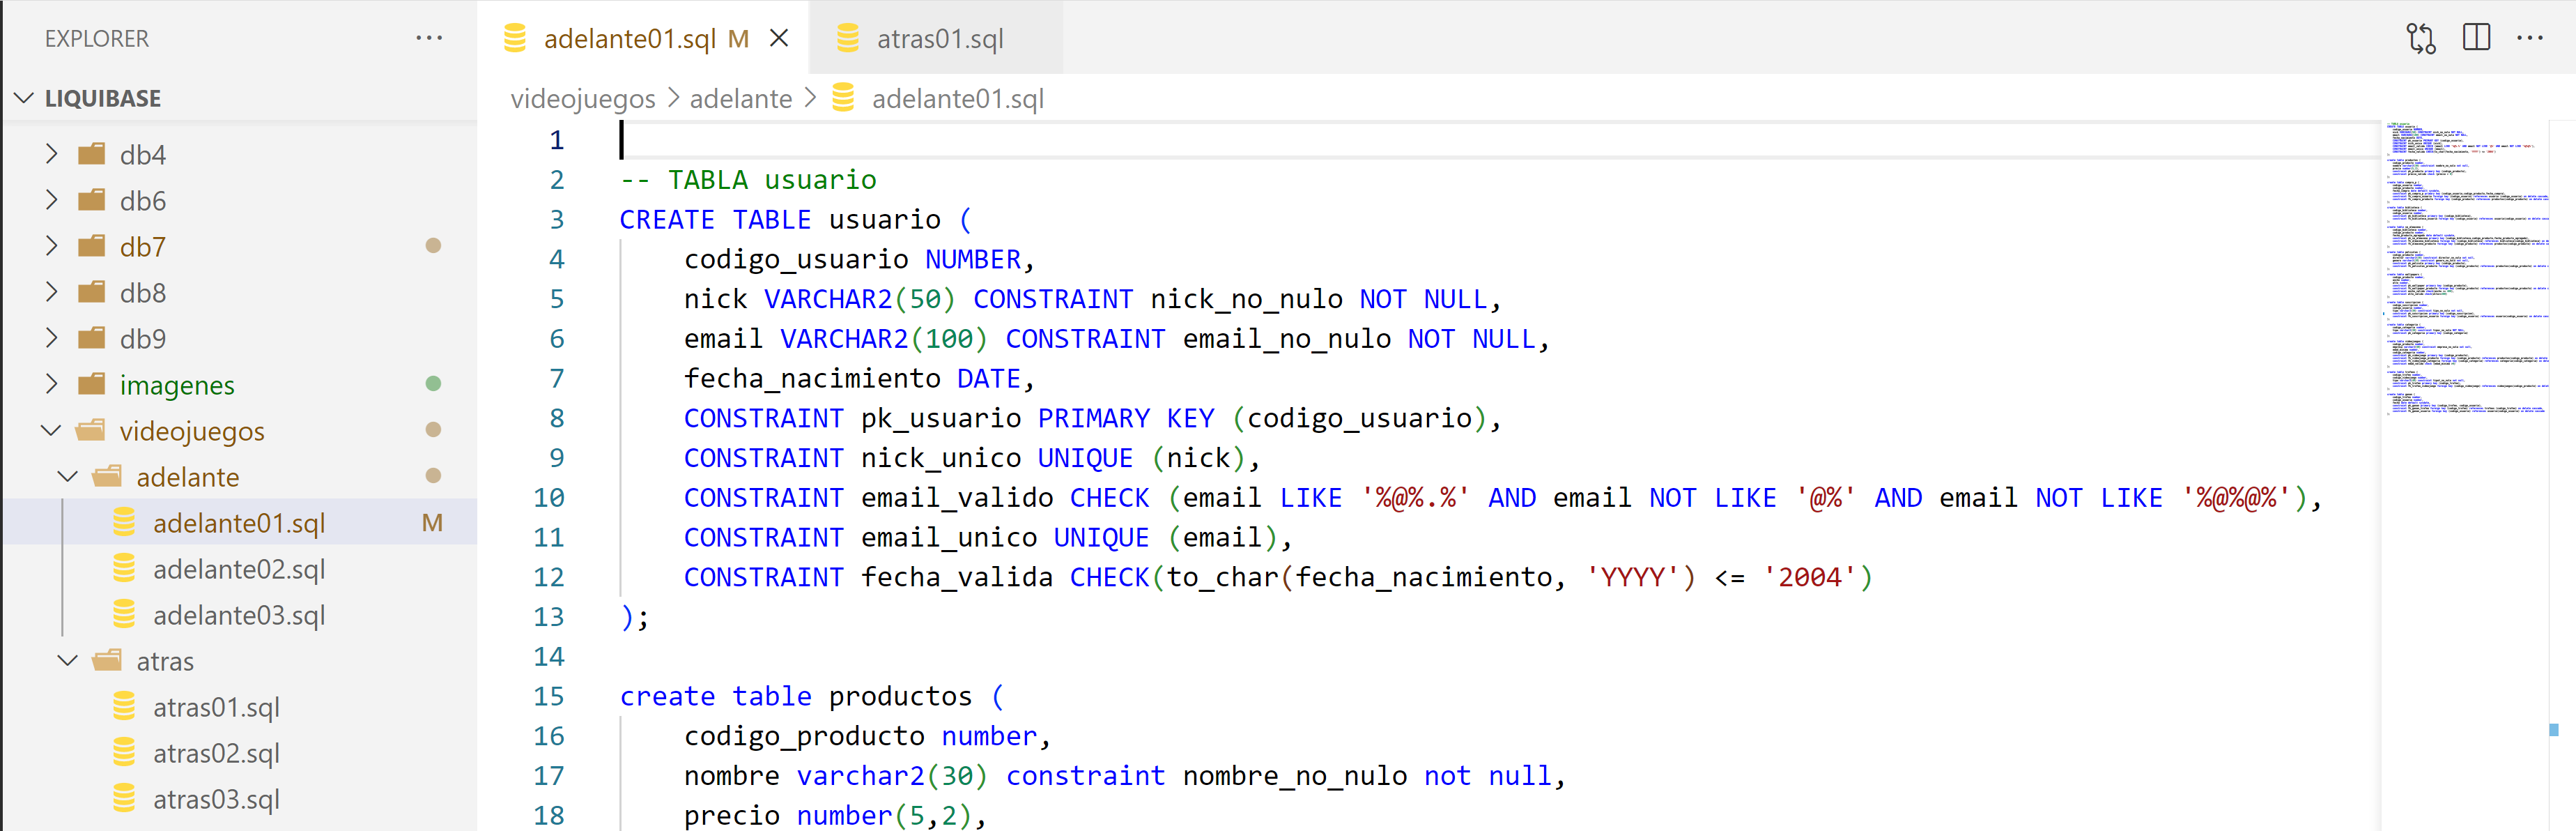 EXPLORER
LIQUIBASE
db4
db6
db7
db8
db9
imagenes
videojuegos
adelante
adelante01.sql M
adelante02.sql
adelante03.sql
atras
atras01.sql
atras02.sql
atras03.sql
adelante01.sql M
atras01.sql
videojuegos > adelante > adelante01.sql
1
2 -- TABLA usuario
3 CREATE TABLE usuario (
4 codigo_usuario NUMBER,
5 nick VARCHAR2(50) CONSTRAINT nick_no_nulo NOT NULL,
6 email VARCHAR2(100) CONSTRAINT email_no_nulo NOT NULL,
7 fecha_nacimiento DATE,
8 CONSTRAINT pk_usuario PRIMARY KEY (codigo_usuario),
9 CONSTRAINT nick_unico UNIQUE (nick),
10 CONSTRAINT email_valido CHECK (email LIKE '%@%.%' AND email NOT LIKE '@%' AND email NOT LIKE '%@%@%'),
11 CONSTRAINT email_unico UNIQUE (email),
12 CONSTRAINT fecha_valida CHECK(to_char(fecha_nacimiento, 'YYYY') <= '2004')
13 );
14
15 create table productos (
16 codigo_producto number,
17 nombre varchar2(30) constraint nombre_no_nulo not null,
18 precio number(5,2),